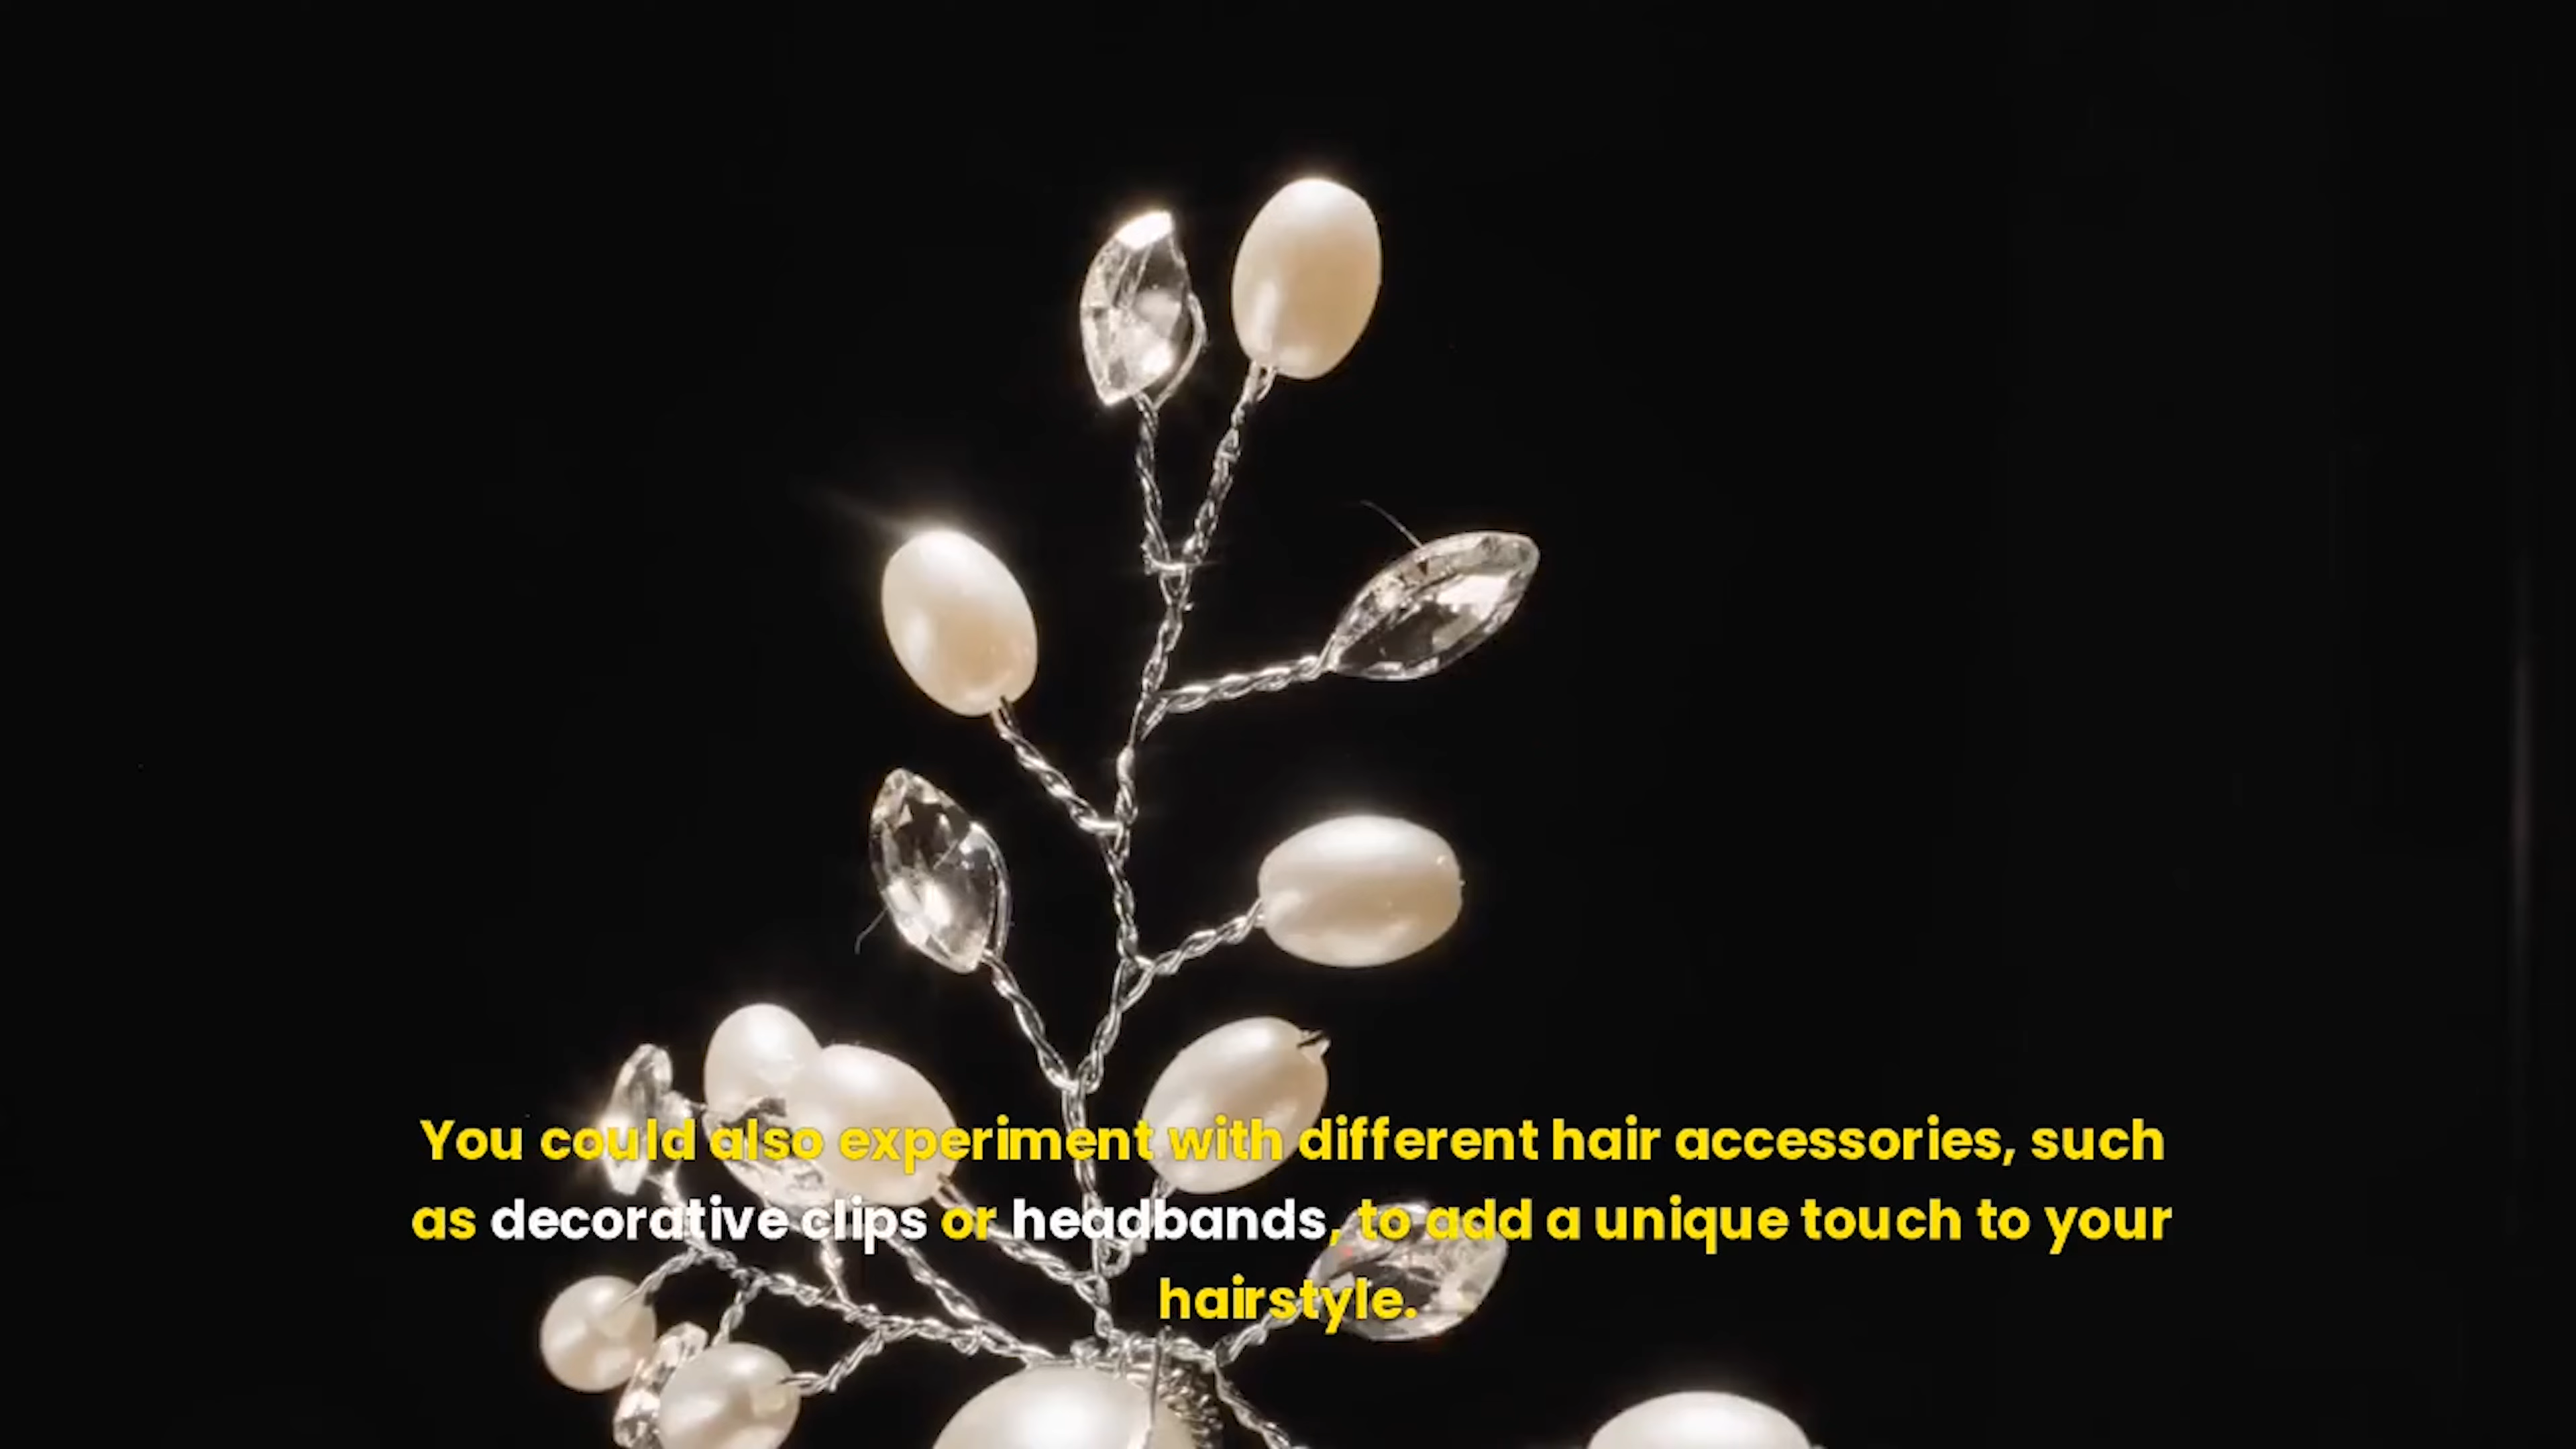 You could also experiment with different hair accessories, such
as decorative clips or headbands, to add a unique touch to your
hairstyle.